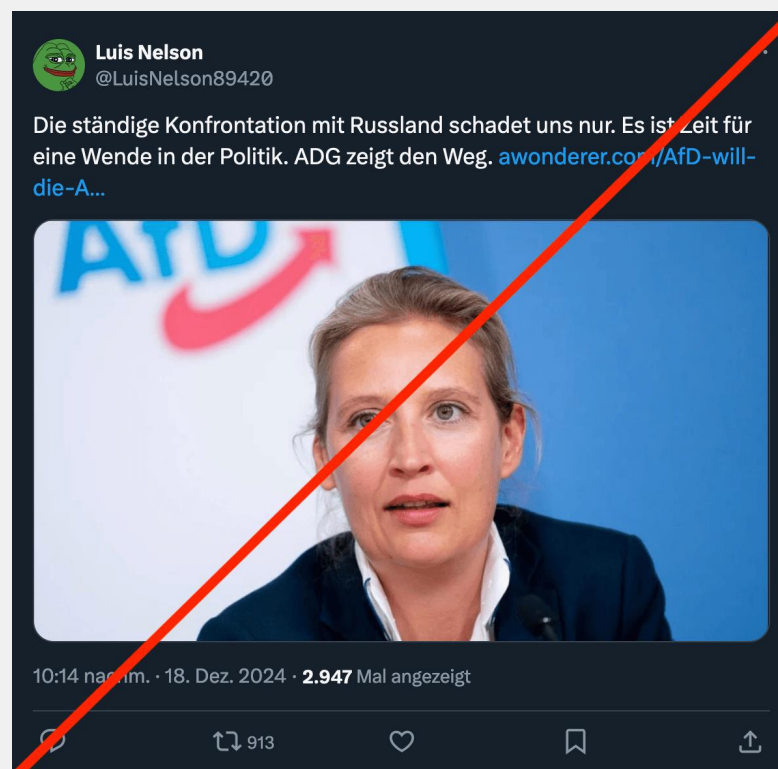 Luis Nelson
@LuisNelson89420
Die ständige Konfrontation mit Russland schadet uns nur. Es ist Zeit für
eine Wende in der Politik. ADG zeigt den Weg. awonderer.com/AfD-will-
die-A...
AfD
10:14 nachm. · 18. Dez. 2024 · 2.947 Mal angezeigt
913